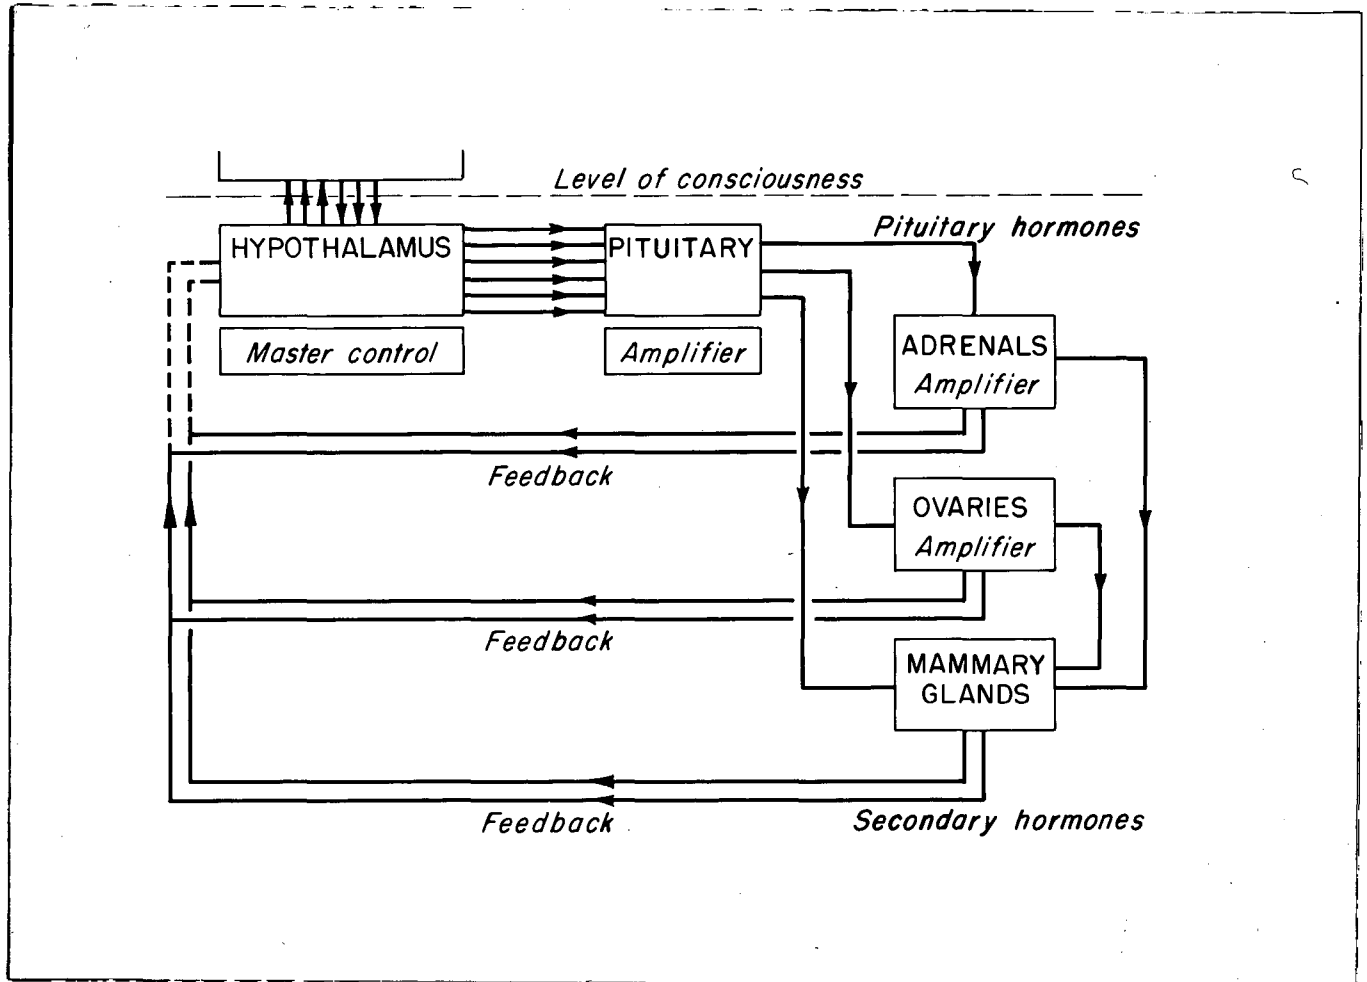 Level of consciousness
Pituitary hormones
HYPOTHALAMUS
PITUITARY
Master control
Amplifier
ADRENALS
Amplifier
Feedback
OVARIES
Amplifier
Feedback
MAMMARY
GLANDS
Feedback
Secondary hormones